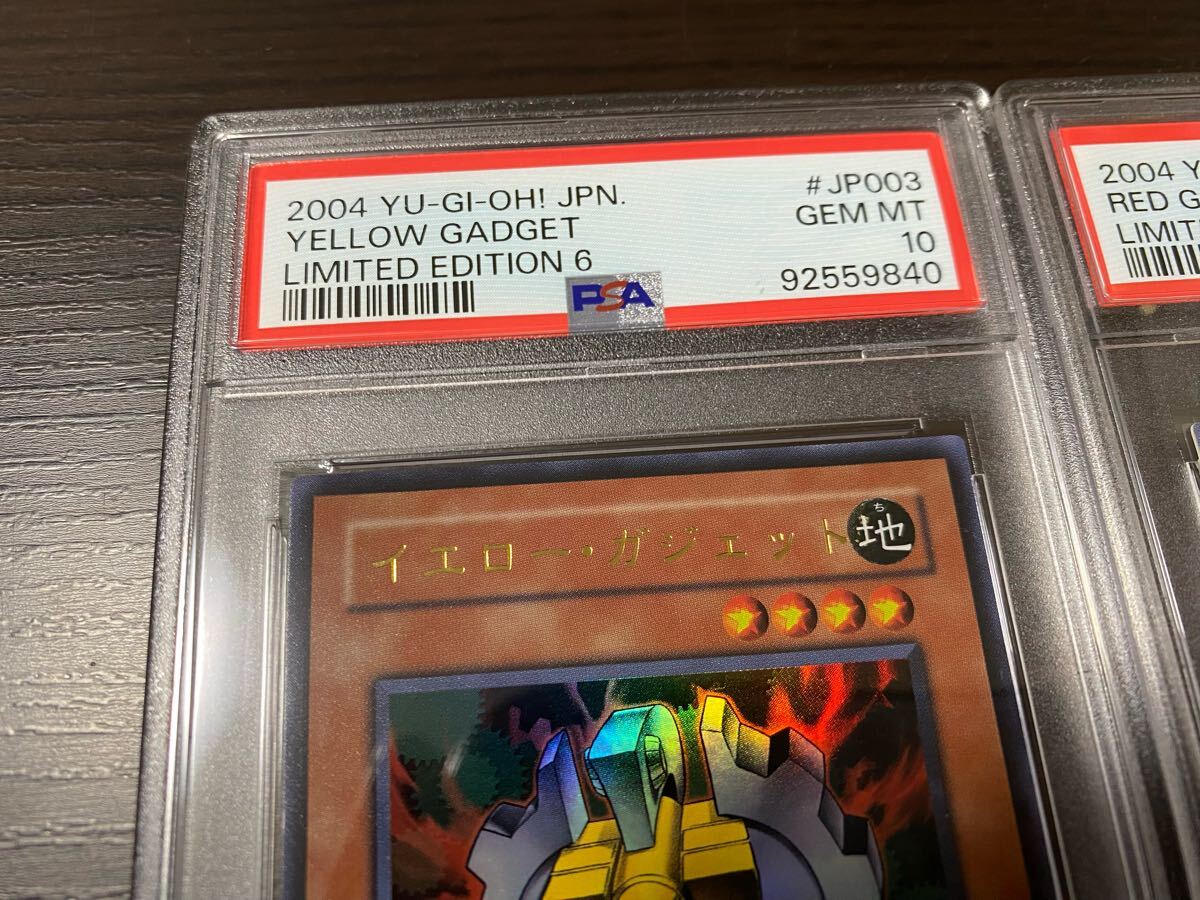 2004 YU-GI-OH! JPN.
YELLOW GADGET
LIMITED EDITION 6
#JP003
GEM MT
10
92559840
PSA
イエロー・ガジェット
ち
地
2004
RED